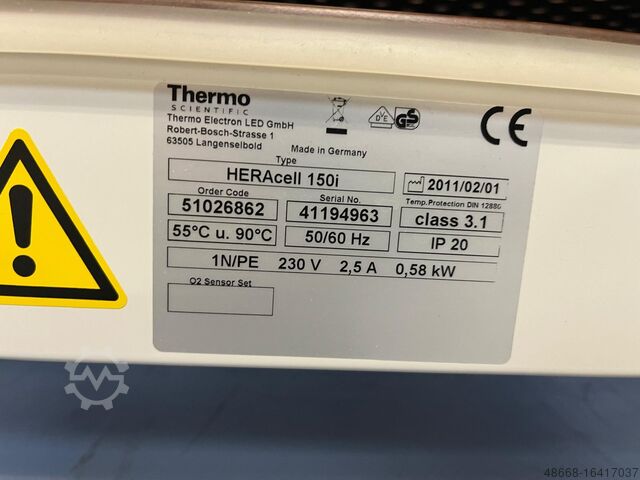 Thermo
SCIENTIFIC
Thermo Electron LED GmbH
Robert-Bosch-Strasse 1
63505 Langenselbold
VDE
GS
CE
Made in Germany
Type
HERAcell 150i
2011/02/01
Order Code
Serial No.
Temp.Protection DIN 12880
51026862
41194963
class 3.1
55°C u. 90°C
50/60 Hz
IP 20
1N/PE 230 V 2,5 A 0,58 kW
O2 Sensor Set
48668-16417037